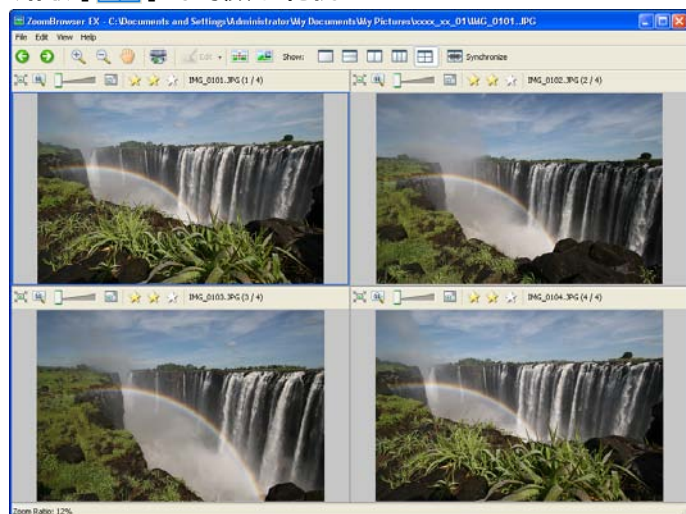 ZoomBrowser EX - C:\Documents and Settings\Administrator\My Documents\My Pictures\xxxx_xx_01\IMG_0101.JPG
File Edit View Help
Edit Show: Synchronize
IMG_0101.JPG (1 / 4)
IMG_0102.JPG (2 / 4)
IMG_0103.JPG (3 / 4)
IMG_0104.JPG (4 / 4)
Zoom Ratio: 12%